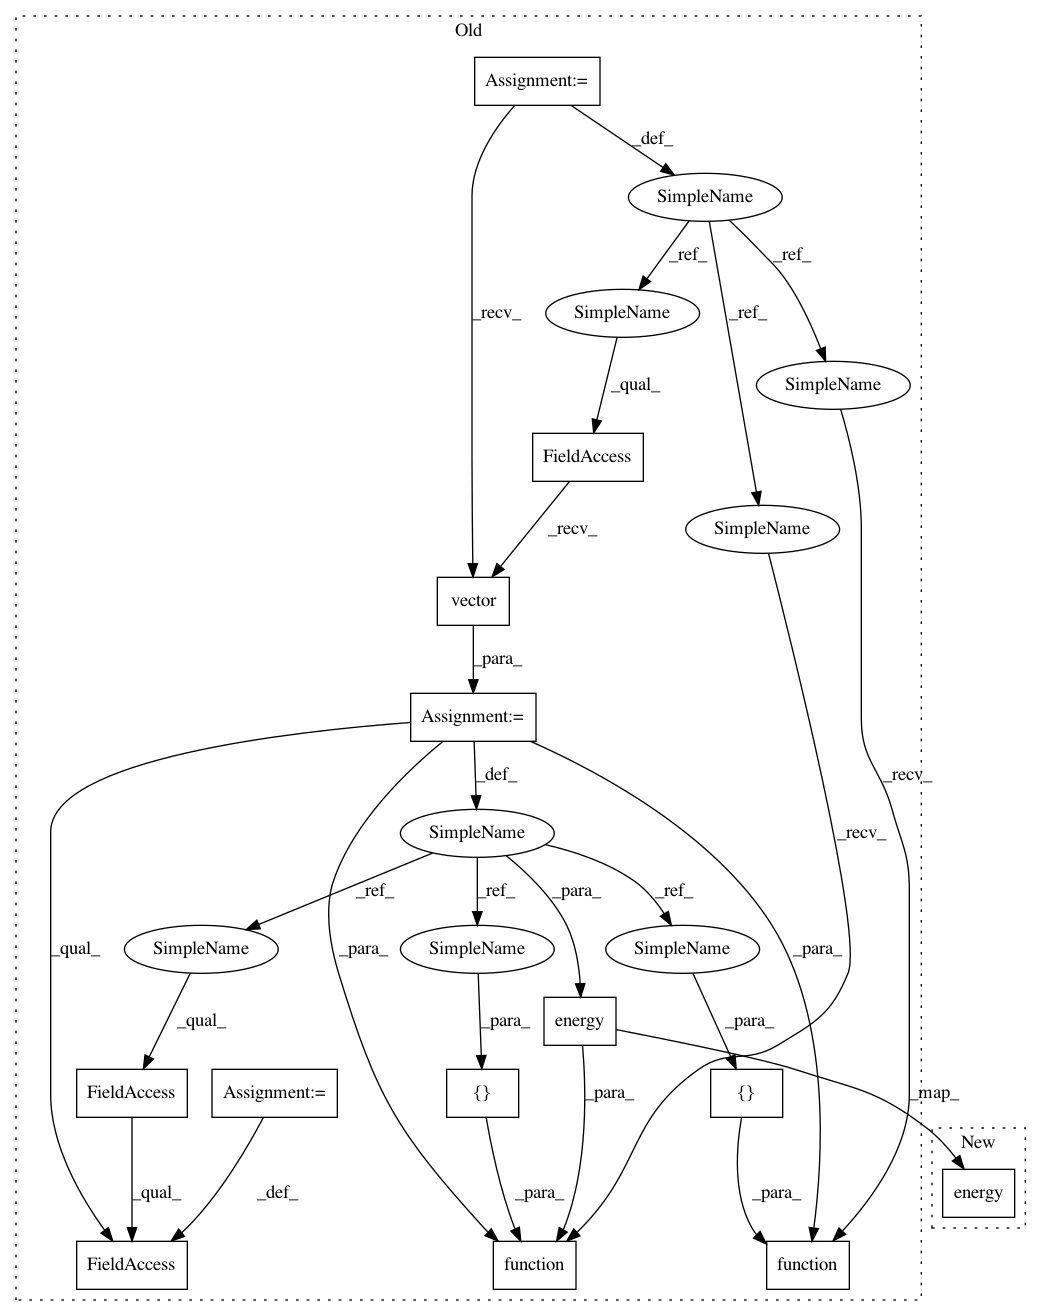 Old
Assignment:=
_def_
SimpleName
_ref_
_ref_
SimpleName
_recv_
_ref_
SimpleName
_qual_
FieldAccess
SimpleName
_recv_
vector
_para_
Assignment:=
_def_
_recv_
SimpleName
_recv_
_ref_
_ref_
_para_
_ref_
SimpleName
SimpleName
SimpleName
_qual_
_para_
_para_
_qual_
_para_
_para_
energy
FieldAccess
Assignment:=
{}
_para_
{}
_map_
New
energy
_qual_
_def_
_para_
_para_
FieldAccess
function
function